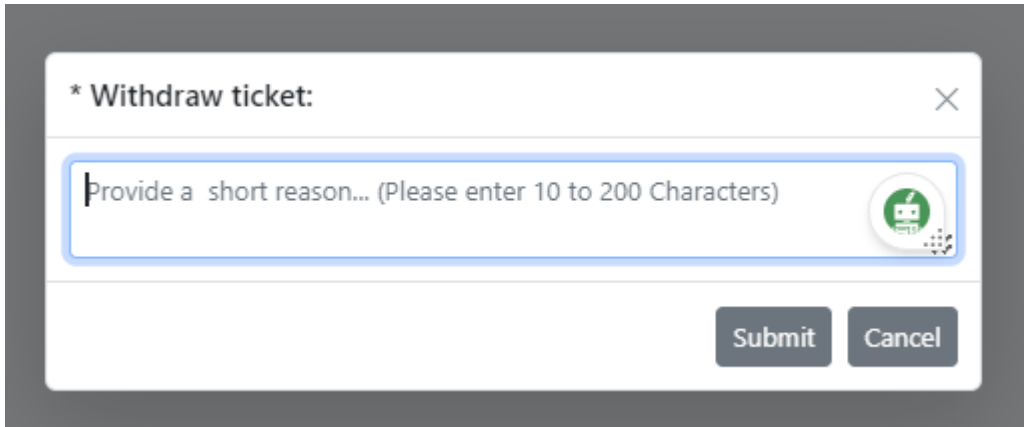 * Withdraw ticket:
Provide a  short reason... (Please enter 10 to 200 Characters)
Submit Cancel